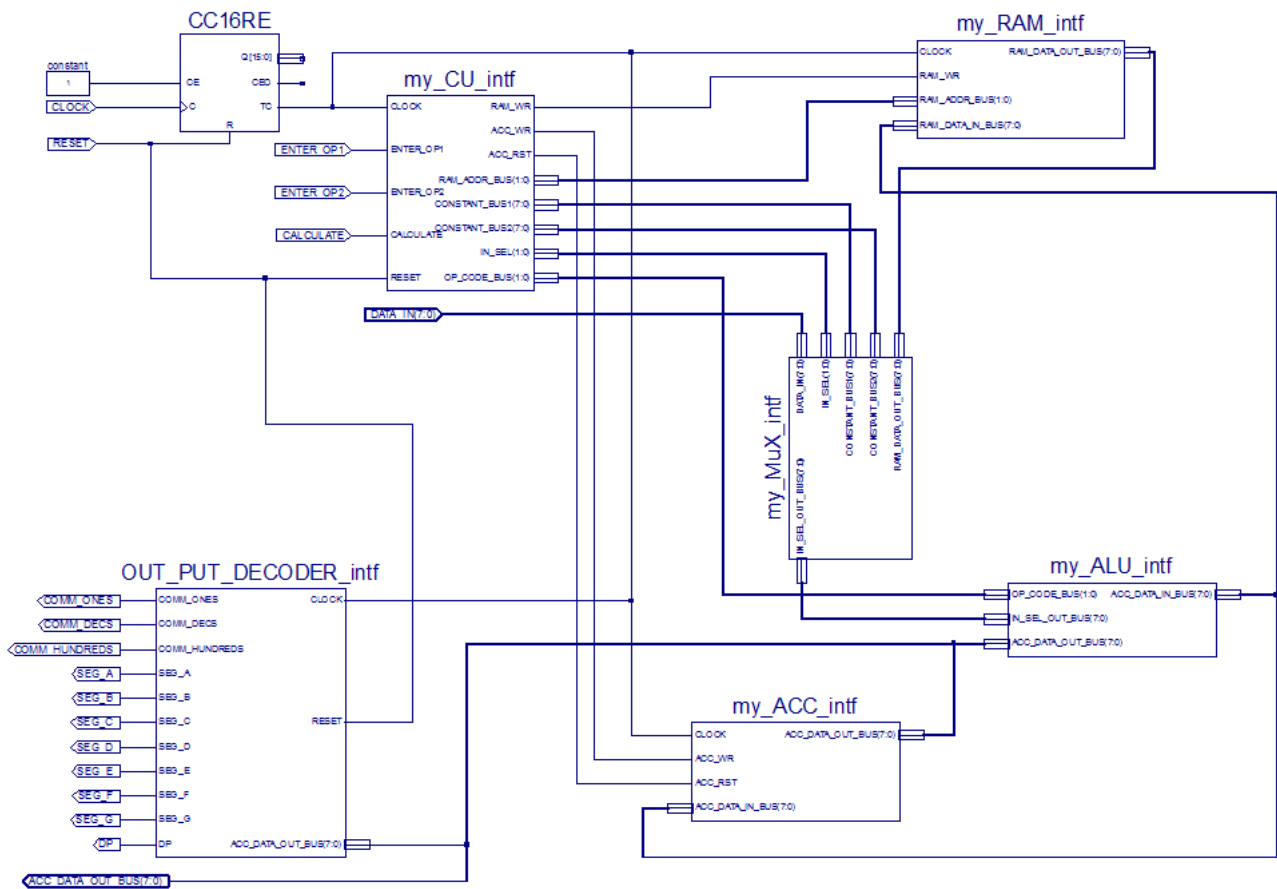 CC16RE
Q[15:0]
constant
1
CE
CEO
CLOCK
C
TC
R
RESET
my_CU_intf
CLOCK
RAM_WR
ACC_WR
ENTER_OP1
ENTER_OP1
ACC_RST
RAM_ADDR_BUS(1:0)
ENTER_OP2
ENTER_OP2
CONSTANT_BUS1(7:0)
CONSTANT_BUS2(7:0)
CALCULATE
CALCULATE
IN_SEL(1:0)
RESET
OP_CODE_BUS(1:0)
my_RAM_intf
CLOCK
RAM_DATA_OUT_BUS(7:0)
RAM_WR
RAM_ADDR_BUS(1:0)
RAM_DATA_IN_BUS(7:0)
DATA_IN(7:0)
my_MuX_intf
DATA_IN(7:0)
IN_SEL(1:0)
CONSTANT_BUS1(7:0)
CONSTANT_BUS2(7:0)
RAM_DATA_OUT_BUS(7:0)
IN_SEL_OUT_BUS(7:0)
my_ALU_intf
OP_CODE_BUS(1:0)
ACC_DATA_IN_BUS(7:0)
IN_SEL_OUT_BUS(7:0)
ACC_DATA_OUT_BUS(7:0)
OUT_PUT_DECODER_intf
COMM_ONES
COMM_ONES
CLOCK
COMM_DECS
COMM_DECS
COMM_HUNDREDS
COMM_HUNDREDS
SEG_A
SEG_A
SEG_B
SEG_B
SEG_C
SEG_C
RESET
SEG_D
SEG_D
SEG_E
SEG_E
SEG_F
SEG_F
SEG_G
SEG_G
DP
DP
ACC_DATA_OUT_BUS(7:0)
ACC_DATA_OUT_BUS(7:0)
my_ACC_intf
CLOCK
ACC_DATA_OUT_BUS(7:0)
ACC_WR
ACC_RST
ACC_DATA_IN_BUS(7:0)